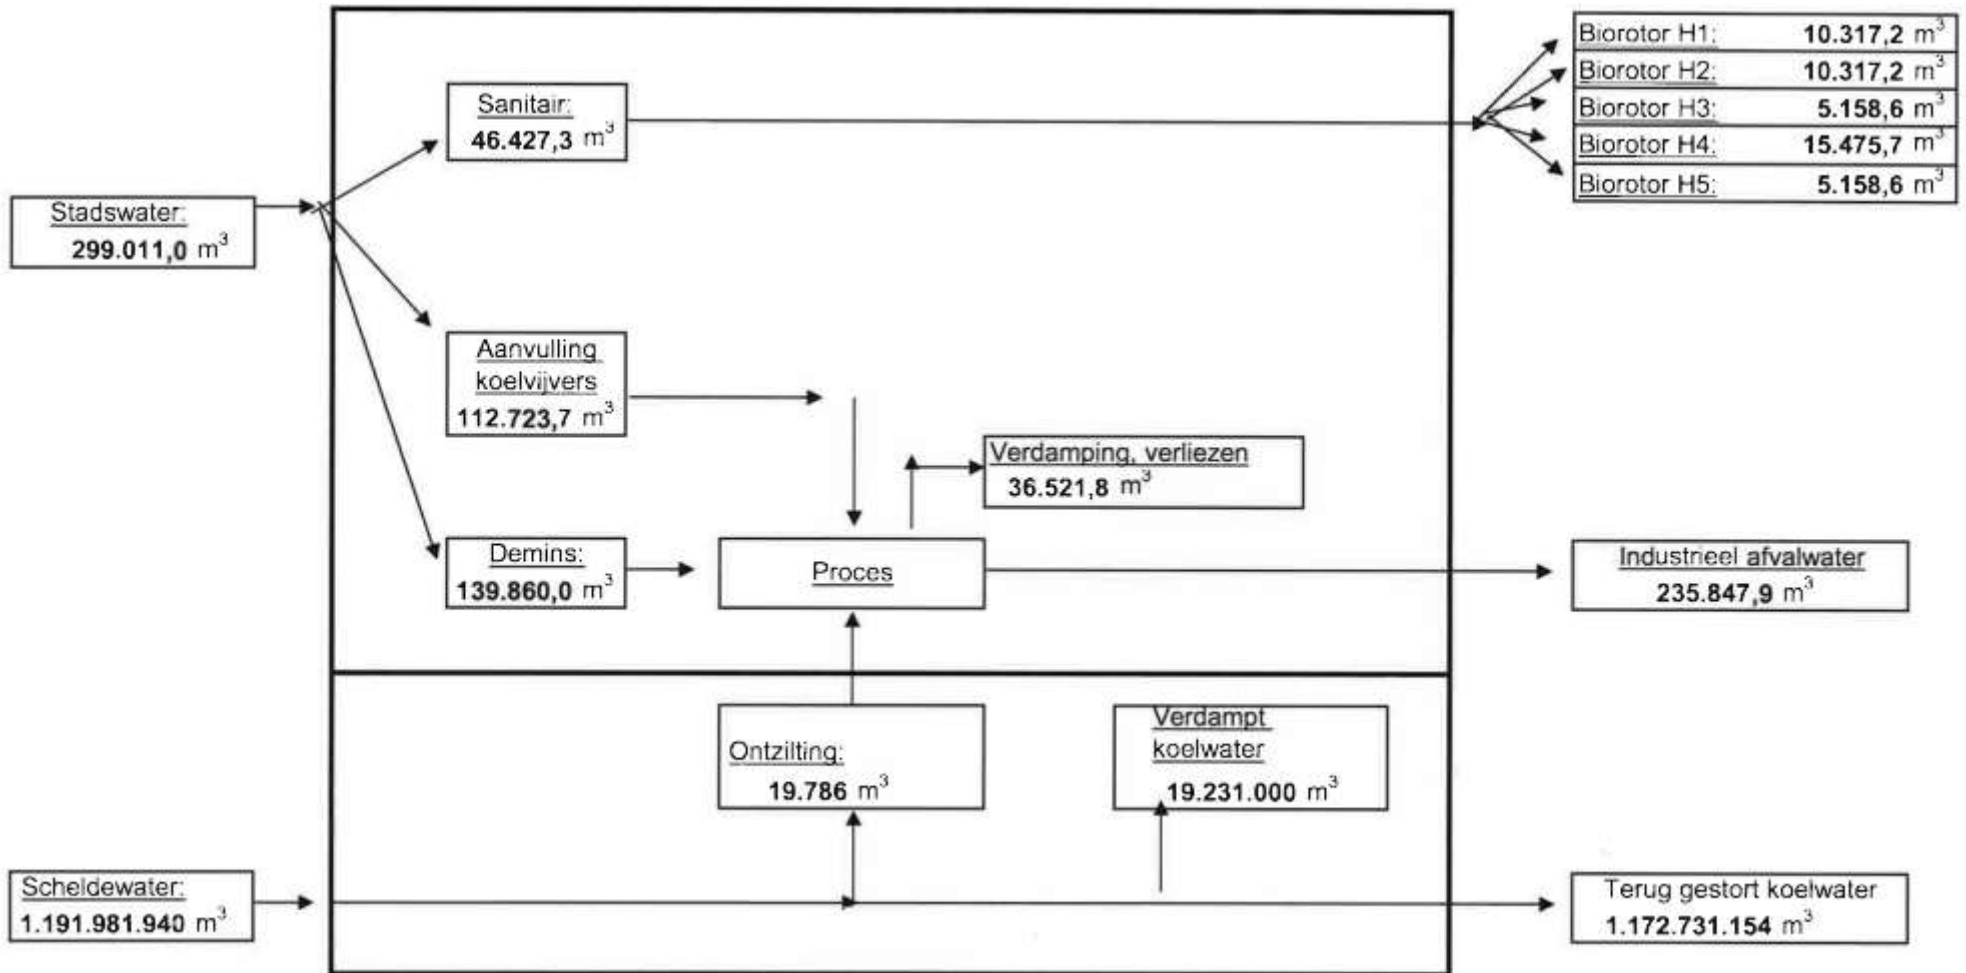 Stadswater:
299.011,0 m³
Sanitair:
46.427,3 m³
Aanvulling
koelvijvers
112.723,7 m³
Demins:
139.860,0 m³
Proces
Verdamping, verliezen
36.521,8 m³
Biorotor H1: 10.317,2 m³
Biorotor H2: 10.317,2 m³
Biorotor H3: 5.158,6 m³
Biorotor H4: 15.475,7 m³
Biorotor H5: 5.158,6 m³
Industrieel afvalwater
235.847,9 m³
Ontzilting:
19.786 m³
Verdampt
koelwater
19.231.000 m³
Scheldewater:
1.191.981.940 m³
Terug gestort koelwater
1.172.731.154 m³